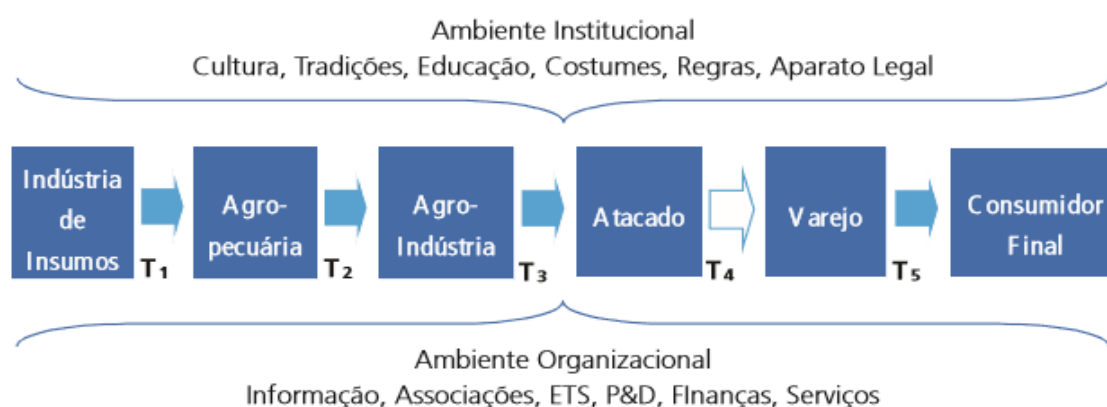 Ambiente Institucional
Cultura, Tradições, Educação, Costumes, Regras, Aparato Legal
Indústria
de
Insumos
T₁
Agro-
pecuária
T₂
Agro-
Indústria
T₃
Atacado
T₄
Varejo
T₅
Consumidor
Final
Ambiente Organizacional
Informação, Associações, ETS, P&D, FInanças, Serviços